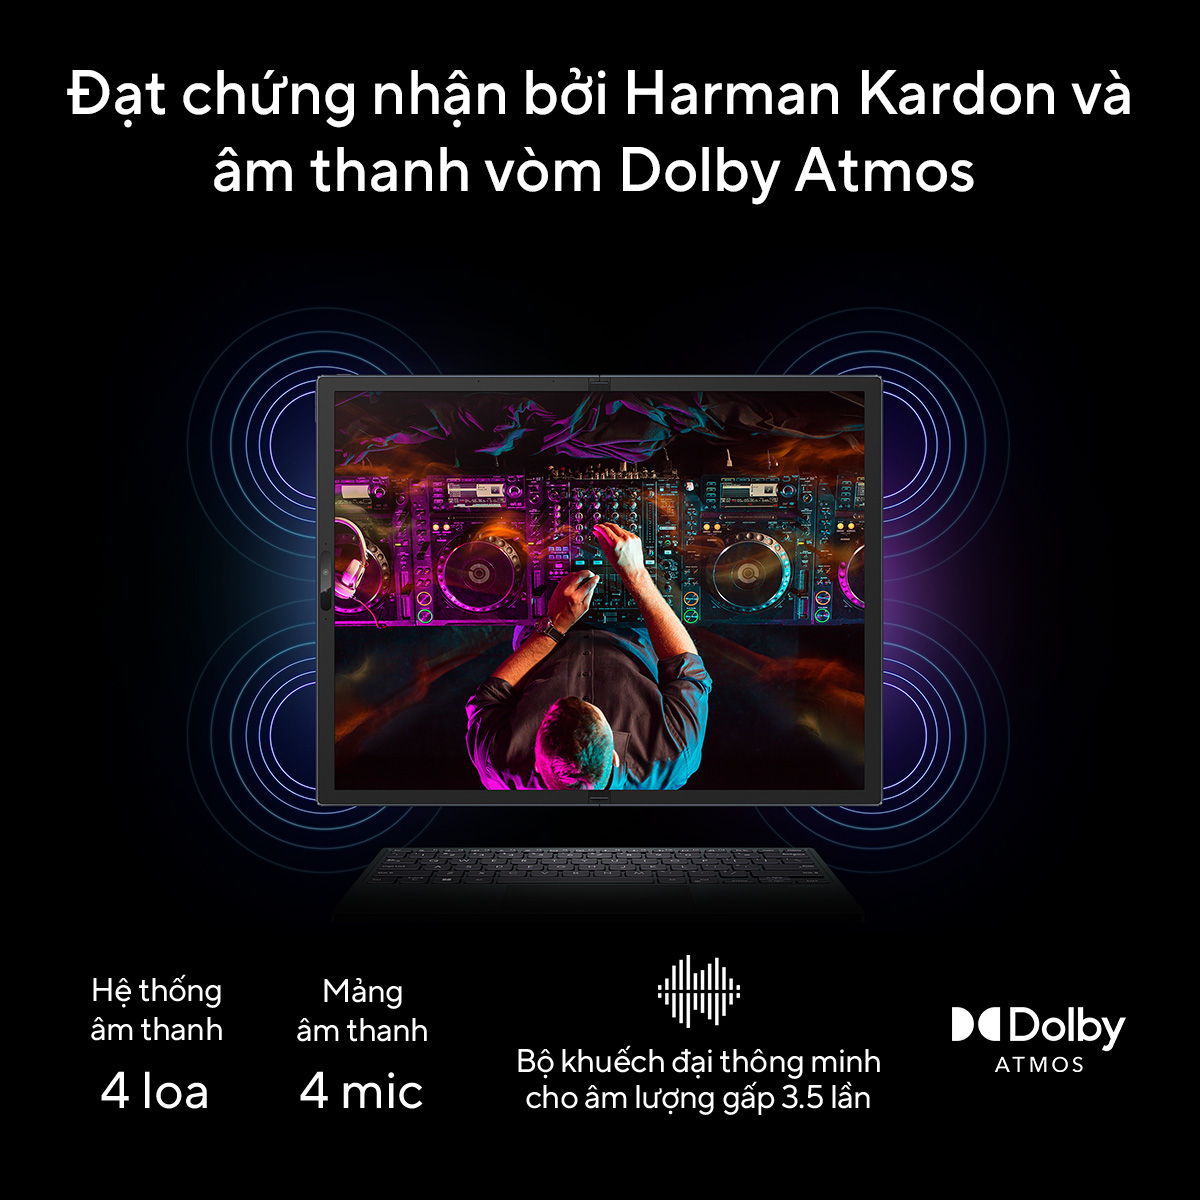 Đạt chứng nhận bởi Harman Kardon và
âm thanh vòm Dolby Atmos
Hệ thống
âm thanh
4 loa
Mảng
âm thanh
4 mic
Bộ khuếch đại thông minh
cho âm lượng gấp 3.5 lần
Dolby
ATMOS